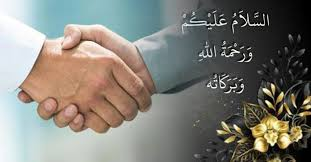 السَّلَامُ عَلَيْكُمْ
وَرَحْمَةُ اللهِ
وَبَرَكَاتُه